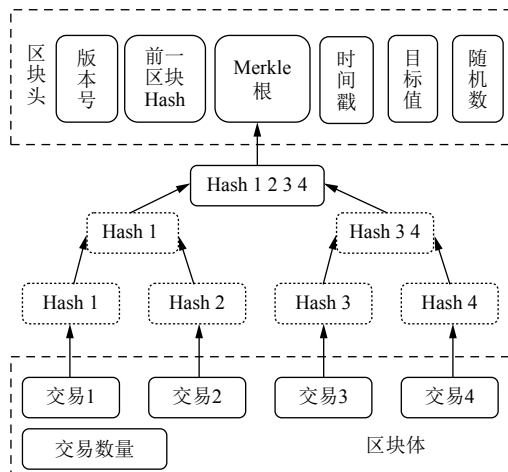 区块头
版本号
前一
区块
Hash
Merkle
根
时间戳
目标值
随机数
Hash 1 2 3 4
Hash 1
Hash 3 4
Hash 1
Hash 2
Hash 3
Hash 4
交易1
交易2
交易3
交易4
交易数量
区块体